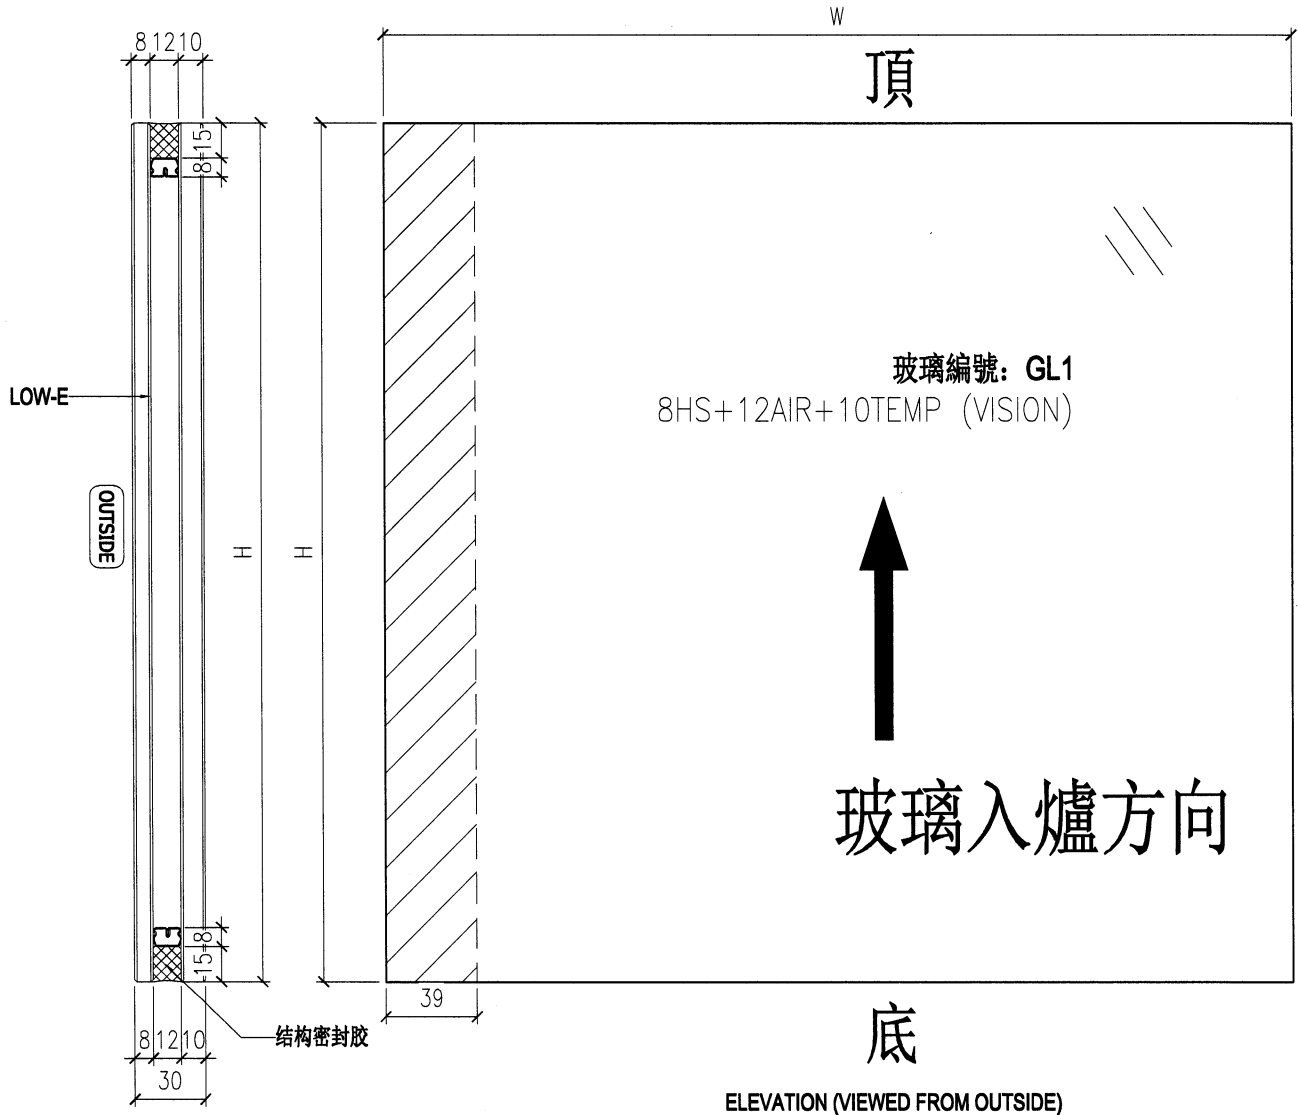 W
8 12 10
頂
15
8
LOW-E
玻璃編號：GL1
8HS+12AIR+10TEMP (VISION)
OUTSIDE
H
H
玻璃入爐方向
8
15
39
底
结构密封胶
8 12 10
30
ELEVATION (VIEWED FROM OUTSIDE)